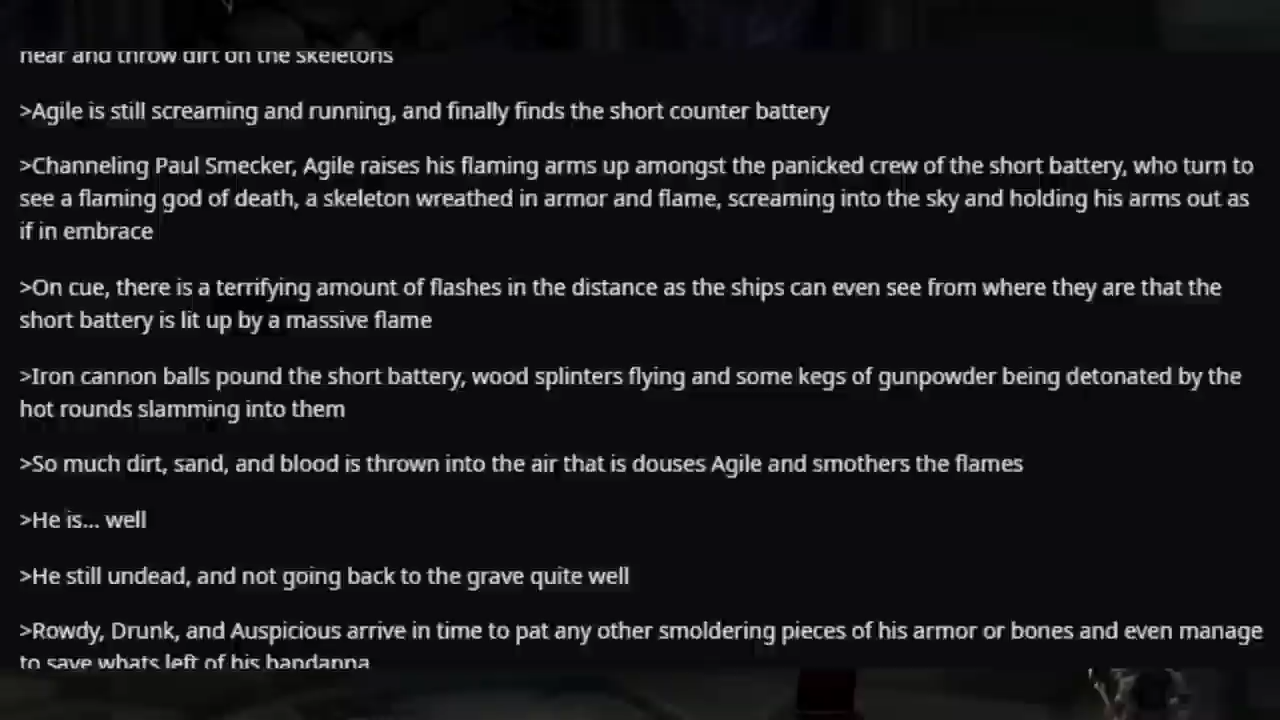 near and throw dirt on the skeletons
>Agile is still screaming and running, and finally finds the short counter battery
>Channeling Paul Smecker, Agile raises his flaming arms up amongst the panicked crew of the short battery, who turn to
see a flaming god of death, a skeleton wreathed in armor and flame, screaming into the sky and holding his arms out as
if in embrace
>On cue, there is a terrifying amount of flashes in the distance as the ships can even see from where they are that the
short battery is lit up by a massive flame
>Iron cannon balls pound the short battery, wood splinters flying and some kegs of gunpowder being detonated by the
hot rounds slamming into them
>So much dirt, sand, and blood is thrown into the air that is douses Agile and smothers the flames
>He is... well
>He still undead, and not going back to the grave quite well
>Rowdy, Drunk, and Auspicious arrive in time to pat any other smoldering pieces of his armor or bones and even manage
to save whats left of his bandanna